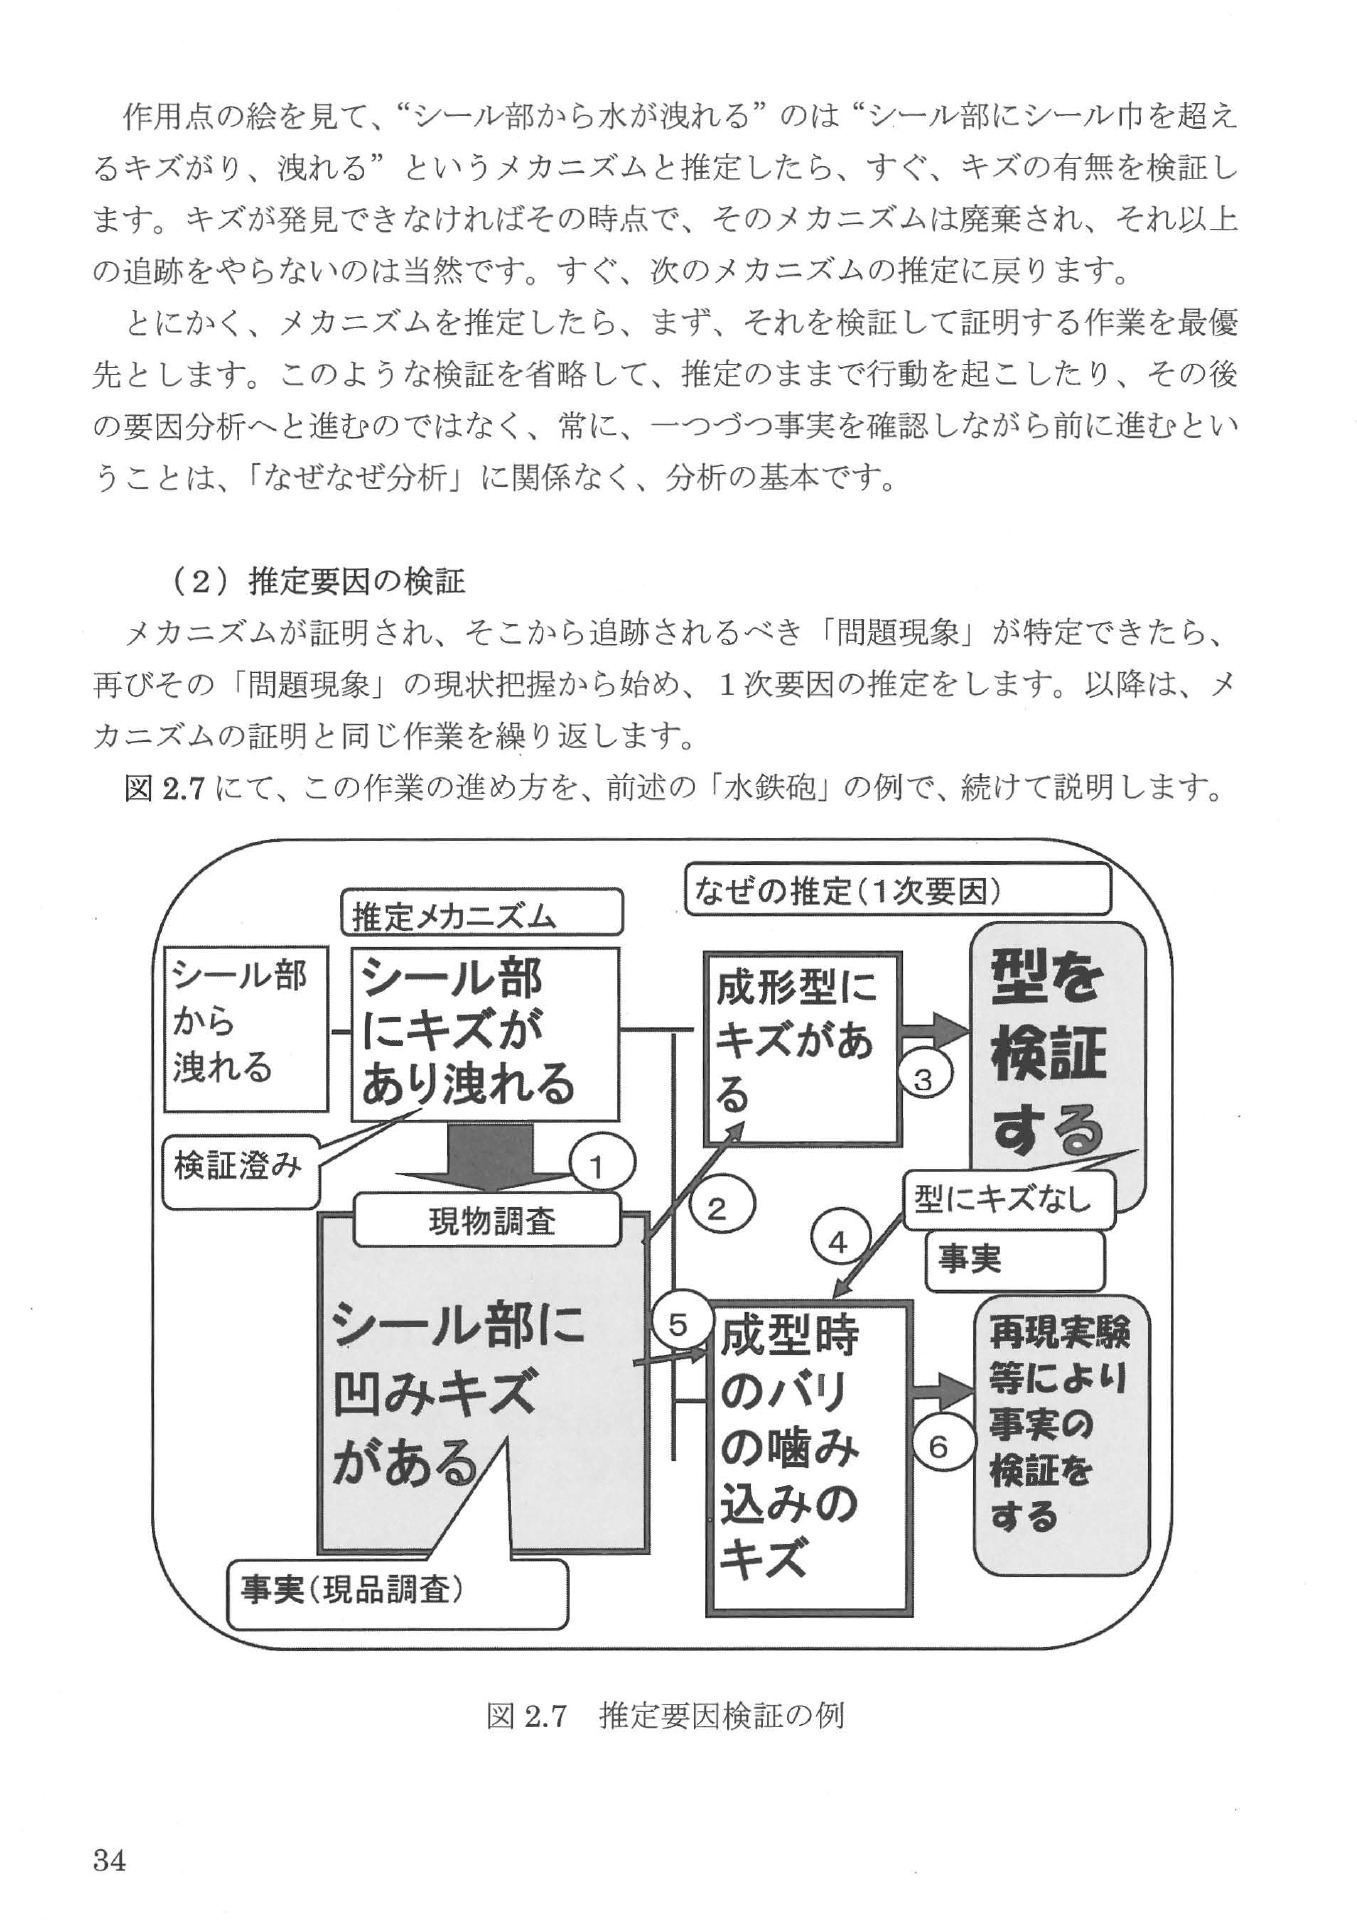 作用点の絵を見て、“シール部から水が洩れる”のは“シール部にシール巾を超え
るキズがり、洩れる”というメカニズムと推定したら、すぐ、キズの有無を検証し
ます。キズが発見できなければその時点で、そのメカニズムは廃棄され、それ以上
の追跡をやらないのは当然です。すぐ、次のメカニズムの推定に戻ります。
とにかく、メカニズムを推定したら、まず、それを検証して証明する作業を最優
先とします。このような検証を省略して、推定のままで行動を起こしたり、その後
の要因分析へと進むのではなく、常に、一つづつ事実を確認しながら前に進むとい
うことは、「なぜなぜ分析」に関係なく、分析の基本です。
（２）推定要因の検証
メカニズムが証明され、そこから追跡されるべき「問題現象」が特定できたら、
再びその「問題現象」の現状把握から始め、１次要因の推定をします。以降は、メ
カニズムの証明と同じ作業を繰り返します。
図 2.7 にて、この作業の進め方を、前述の「水鉄砲」の例で、続けて説明します。
なぜの推定(1次要因)
推定メカニズム
シール部
から
洩れる
シール部
にキズが
あり洩れる
成形型に
キズがあ
る
型を
検証
する
③
検証澄み
①
②
型にキズなし
現物調査
④
事実
シール部に
凹みキズ
がある
⑤
成型時
のバリ
の噛み
込みの
キズ
⑥
再現実験
等により
事実の
検証を
する
事実(現品調査)
図 2.7　推定要因検証の例
34